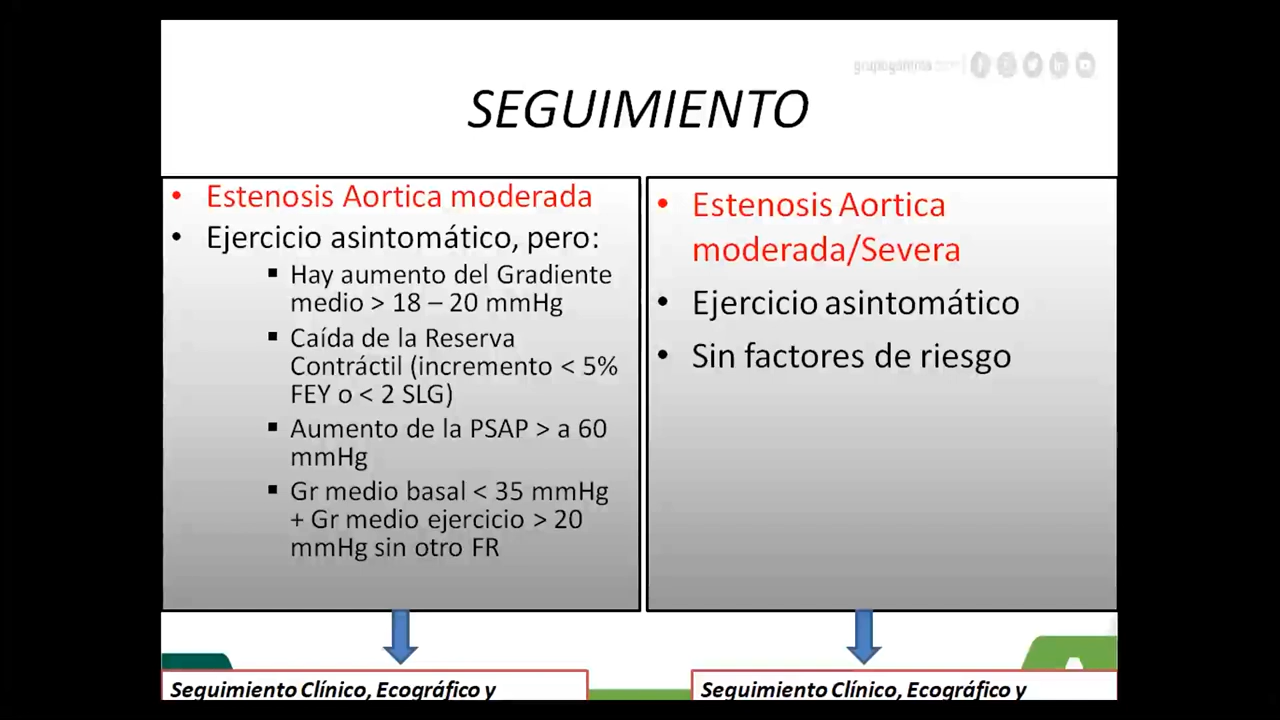 SEGUIMIENTO
• Estenosis Aortica moderada
• Ejercicio asintomático, pero:
▪ Hay aumento del Gradiente
medio > 18 – 20 mmHg
▪ Caída de la Reserva
Contráctil (incremento < 5%
FEY o < 2 SLG)
▪ Aumento de la PSAP > a 60
mmHg
▪ Gr medio basal < 35 mmHg
+ Gr medio ejercicio > 20
mmHg sin otro FR
Seguimiento Clínico, Ecográfico y
• Estenosis Aortica
moderada/Severa
• Ejercicio asintomático
• Sin factores de riesgo
Seguimiento Clínico, Ecográfico y